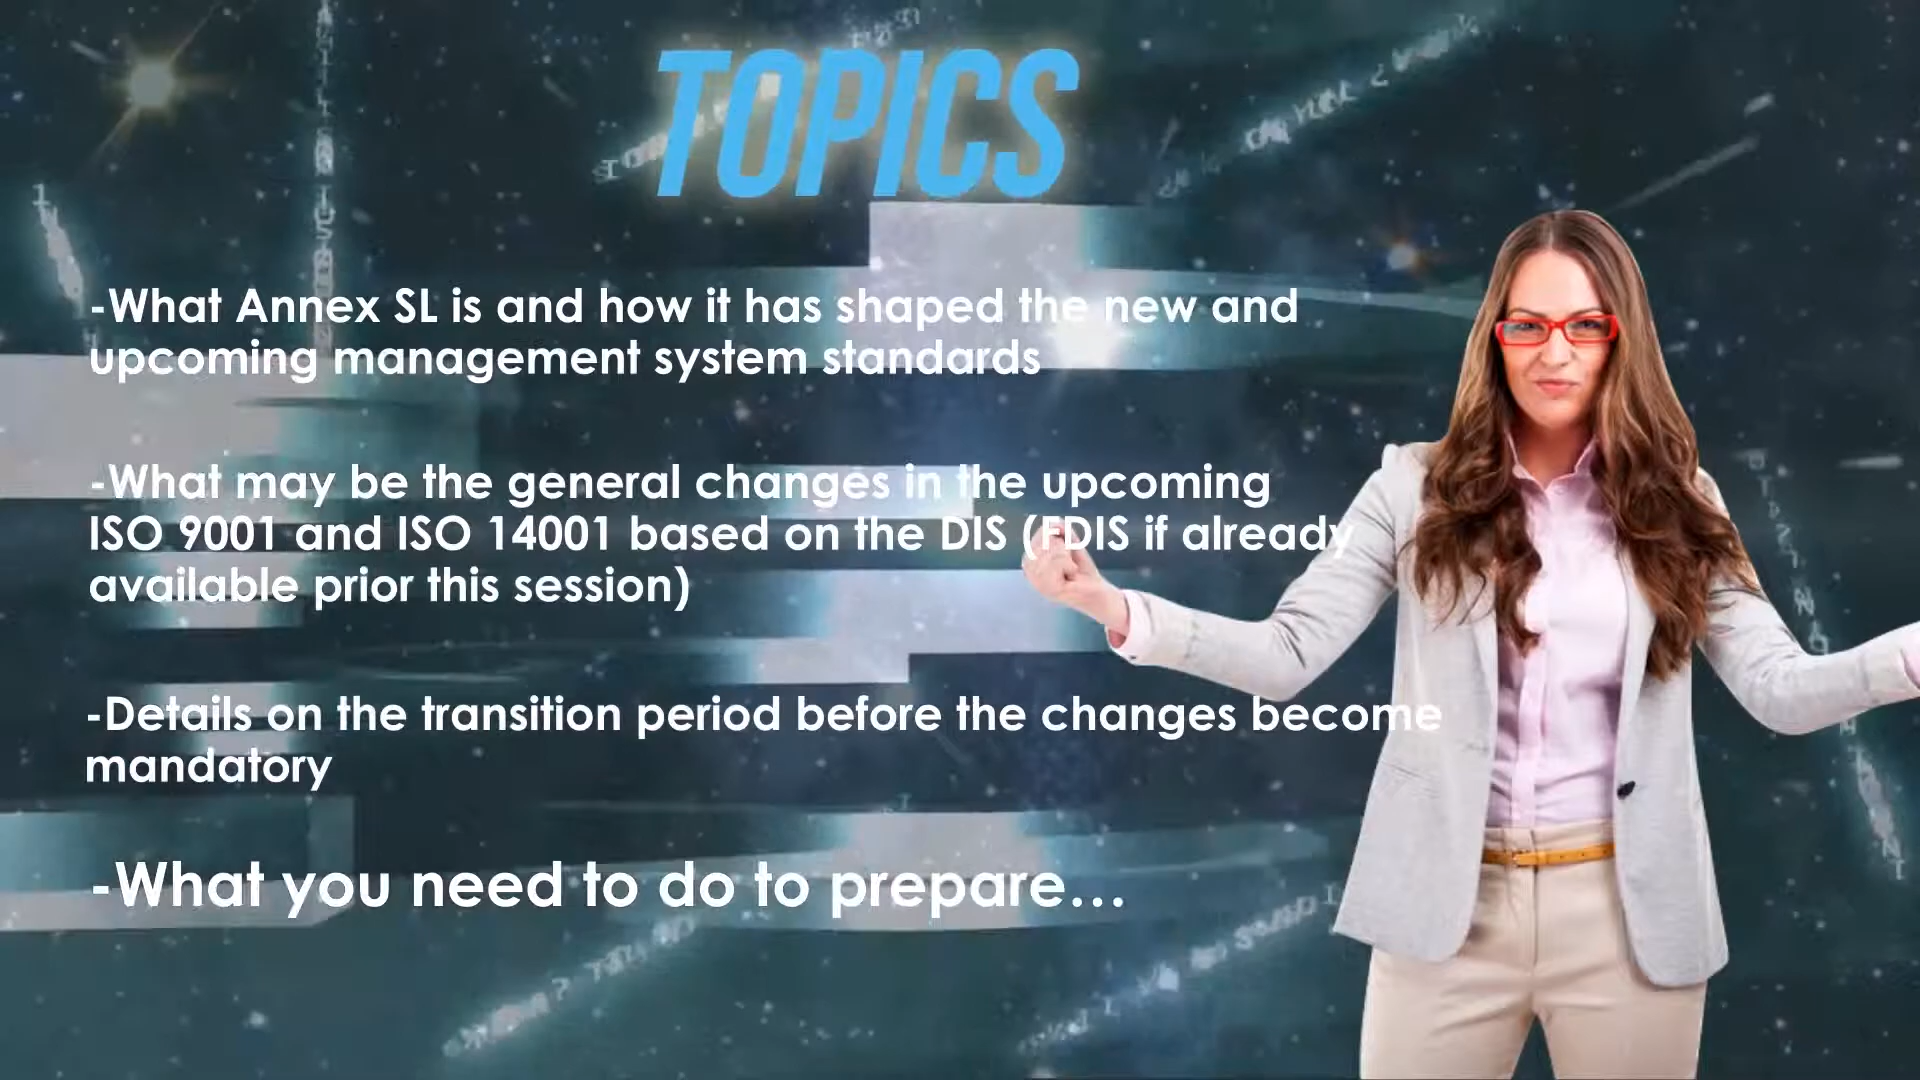 TOPICS
-What Annex SL is and how it has shaped the new and
upcoming management system standards
-What may be the general changes in the upcoming
ISO 9001 and ISO 14001 based on the DIS (FDIS if already
available prior this session)
-Details on the transition period before the changes become
mandatory
-What you need to do to prepare…